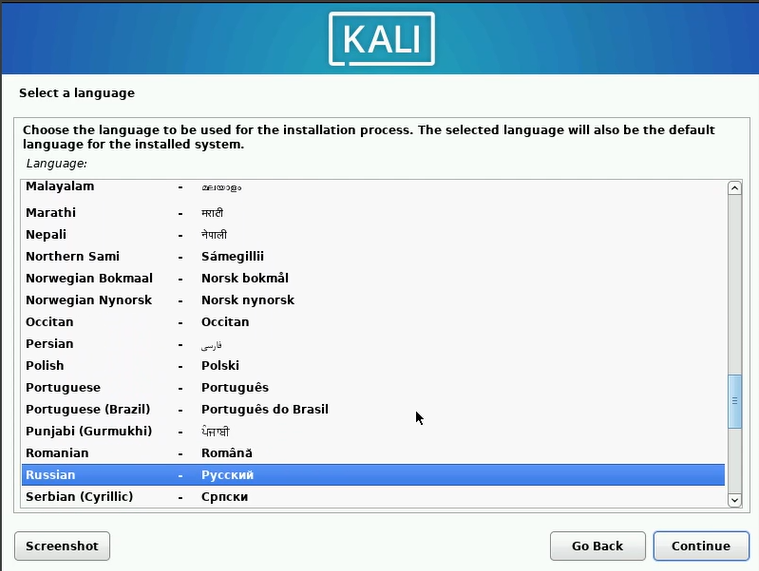 KALI
Select a language
Choose the language to be used for the installation process. The selected language will also be the default
language for the installed system.
Language:
Malayalam - മലയാളം
Marathi - मराठी
Nepali - नेपाली
Northern Sami - Sámegillii
Norwegian Bokmaal - Norsk bokmål
Norwegian Nynorsk - Norsk nynorsk
Occitan - Occitan
Persian - فارسی
Polish - Polski
Portuguese - Português
Portuguese (Brazil) - Português do Brasil
Punjabi (Gurmukhi) - ਪੰਜਾਬੀ
Romanian - Română
Russian - Русский
Serbian (Cyrillic) - Српски
Screenshot Go Back Continue